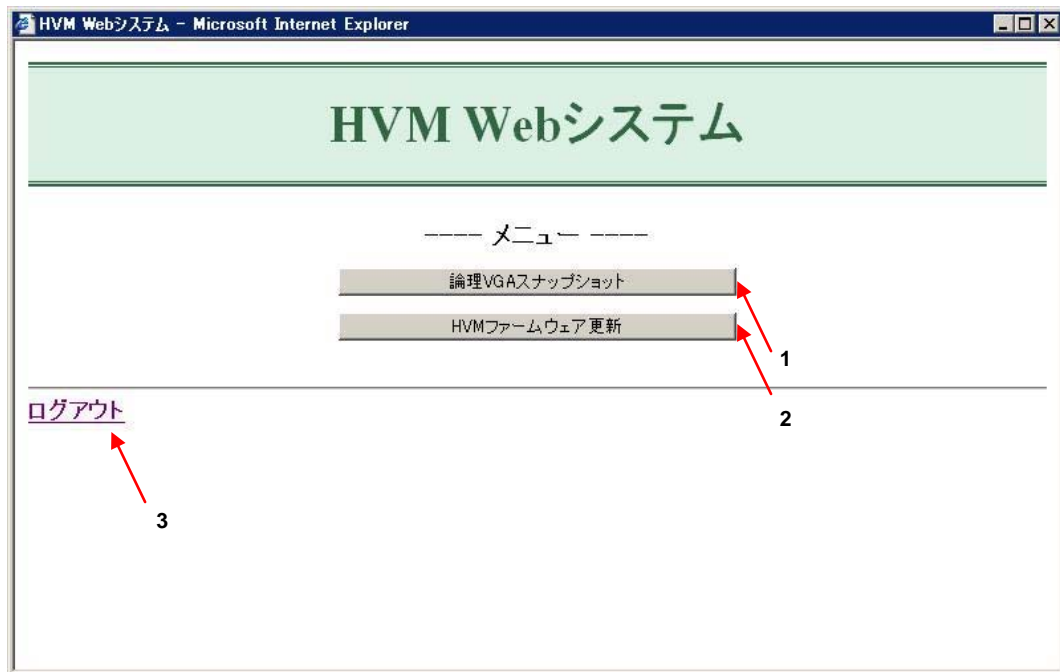 HVM Webシステム - Microsoft Internet Explorer
HVM Webシステム
---- メニュー ----
論理VGAスナップショット
HVMファームウェア更新
1
2
ログアウト
3